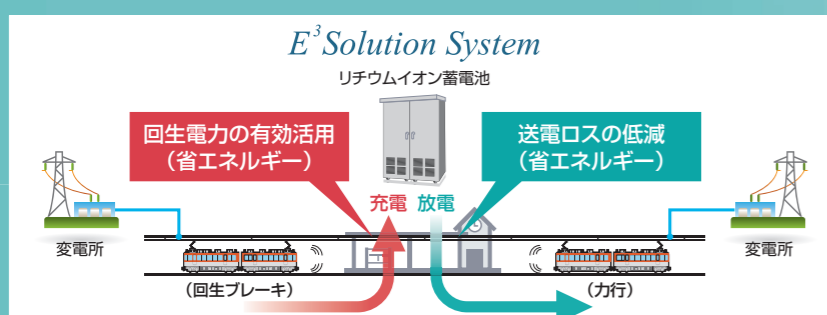 E³ Solution System
リチウムイオン蓄電池
回生電力の有効活用
（省エネルギー）
送電ロスの低減
（省エネルギー）
充電 放電
変電所
変電所
（回生ブレーキ）
（力行）